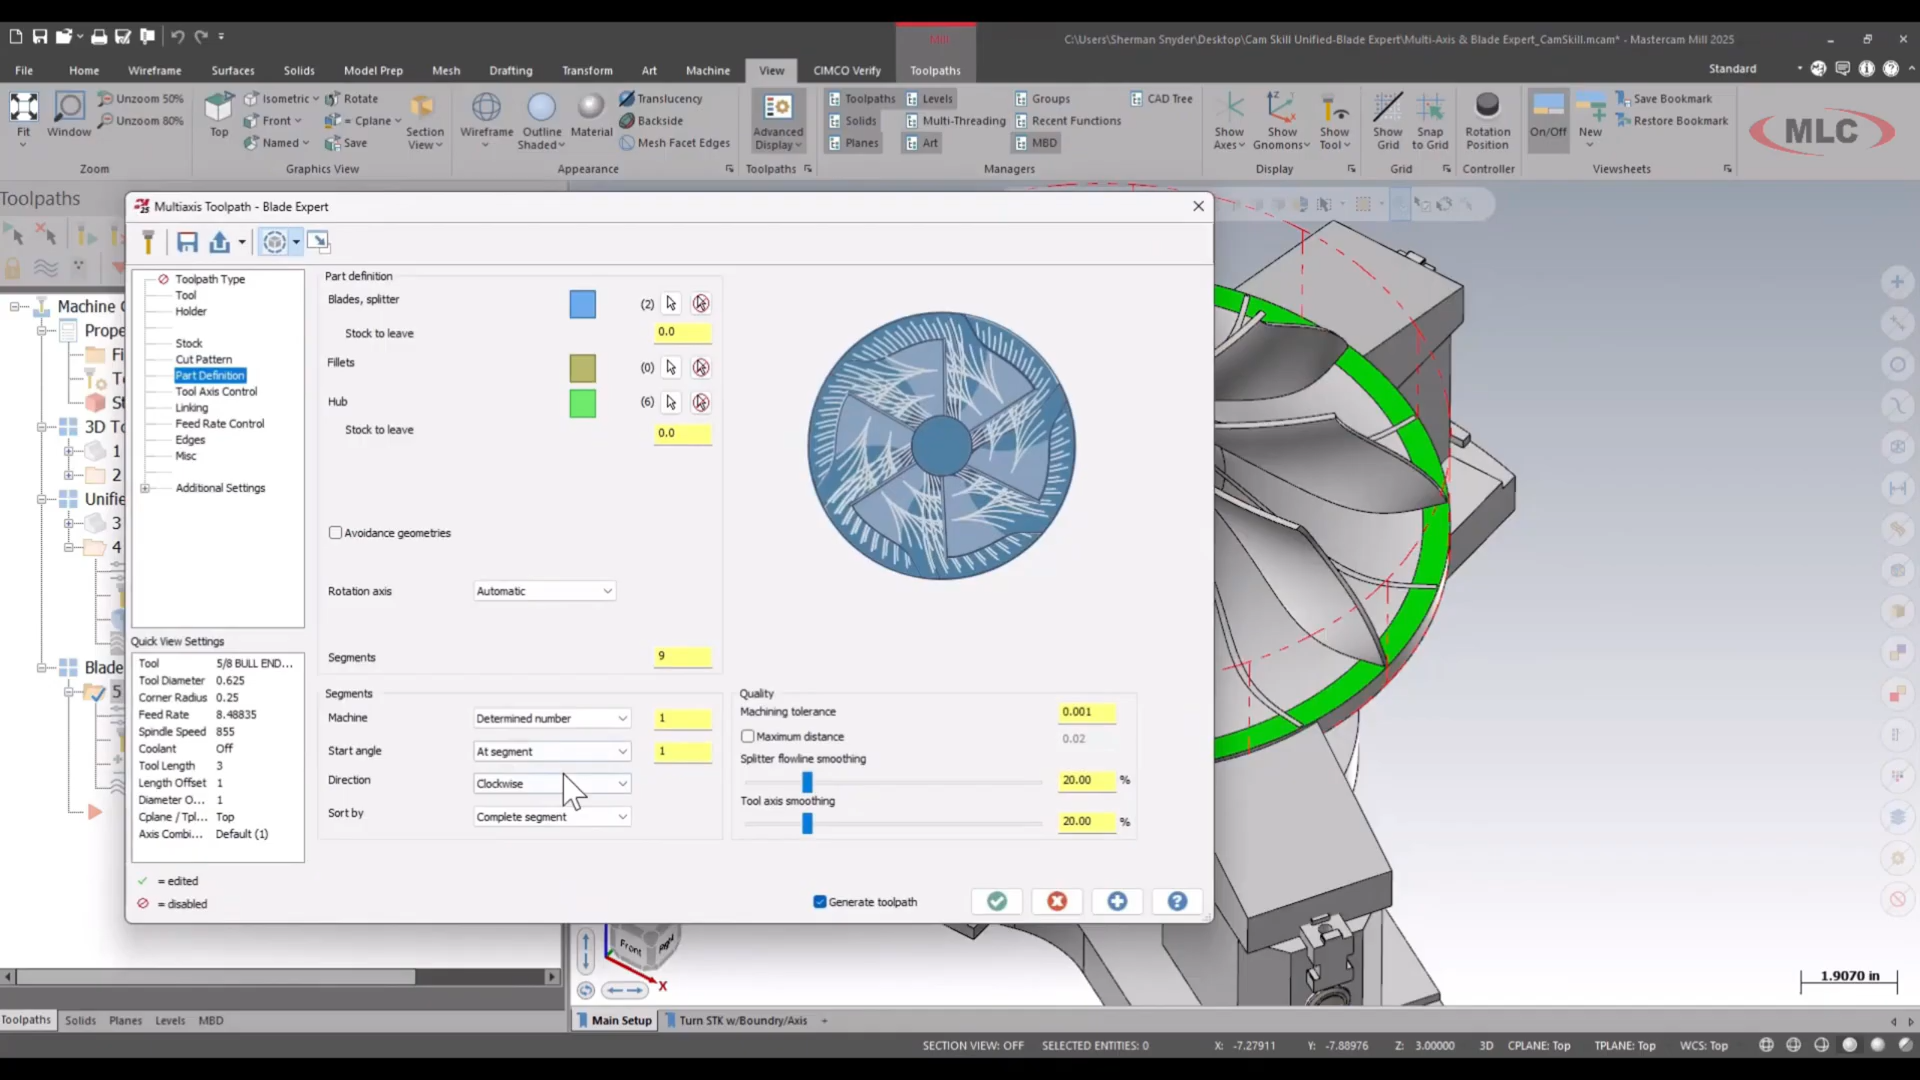 Mill
C:\Users\Sherman Snyder\Desktop\Cam Skill Unified-Blade Expert\Multi-Axis & Blade Expert_CamSkill.mcam* - Mastercam Mill 2025
File Home Wireframe Surfaces Solids Model Prep Mesh Drafting Transform Art Machine View CIMCO Verify Toolpaths Standard
Fit Window Unzoom 50% Unzoom 80% Zoom
Top Isometric Front Named Rotate = Cplane Save Section View Graphics View
Wireframe Outline Shaded Material Translucency Backside Mesh Facet Edges Appearance
Advanced Display Toolpaths
Toolpaths Solids Planes Levels Multi-Threading Art Groups Recent Functions MBD CAD Tree Managers
Show Axes Show Gnomons Show Tool Display
Show Grid Snap to Grid Grid
Rotation Position Controller
On/Off New Save Bookmark Restore Bookmark Viewsheets
MLC
Toolpaths
Machine
Prope
Fi
T
St
3D To
1
2
Unifie
3
4
Blade
5
Multiaxis Toolpath - Blade Expert
Toolpath Type
Tool
Holder
Stock
Cut Pattern
Part Definition
Tool Axis Control
Linking
Feed Rate Control
Edges
Misc
Additional Settings
Quick View Settings
Tool 5/8 BULL END...
Tool Diameter 0.625
Corner Radius 0.25
Feed Rate 8.48835
Spindle Speed 855
Coolant Off
Tool Length 3
Length Offset 1
Diameter O... 1
Cplane / Tpl... Top
Axis Combi... Default (1)
= edited
= disabled
Part definition
Blades, splitter (2)
Stock to leave 0.0
Fillets (0)
Hub (6)
Stock to leave 0.0
Avoidance geometries
Rotation axis Automatic
Segments 9
Segments
Machine Determined number 1
Start angle At segment 1
Direction Clockwise
Sort by Complete segment
Quality
Machining tolerance 0.001
Maximum distance 0.02
Splitter flowline smoothing
20.00 %
Tool axis smoothing
20.00 %
Generate toolpath
Front Right
X
1.9070 in
Toolpaths Solids Planes Levels MBD
Main Setup Turn STK w/Boundry/Axis +
SECTION VIEW: OFF SELECTED ENTITIES: 0 X: -7.27911 Y: -7.88976 Z: 3.00000 3D CPLANE: Top TPLANE: Top WCS: Top